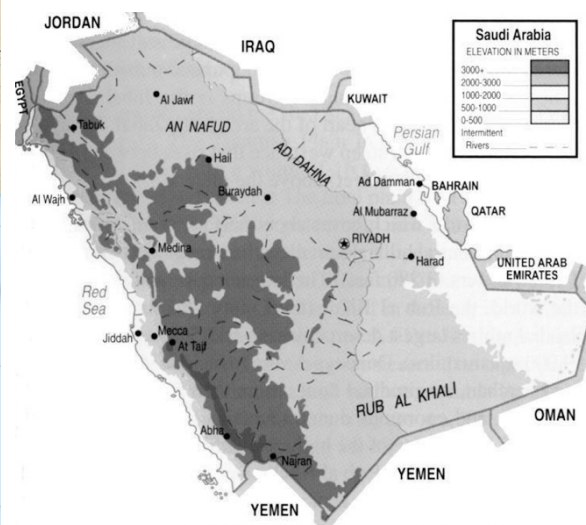 JORDAN
IRAQ
EGYPT
KUWAIT
Saudi Arabia
ELEVATION IN METERS
3000+
2000-3000
1000-2000
500-1000
0-500
Intermittent
Rivers
Al Jawf
Tabuk
AN NAFUD
Persian
Gulf
Hail
AD DAHNA
Al Wajh
Buraydah
Ad Damman
BAHRAIN
Al Mubarraz
QATAR
Medina
RIYADH
Harad
UNITED ARAB
EMIRATES
Red
Sea
Jiddah
Mecca
At Taif
RUB AL KHALI
OMAN
Abha
Najran
YEMEN
YEMEN